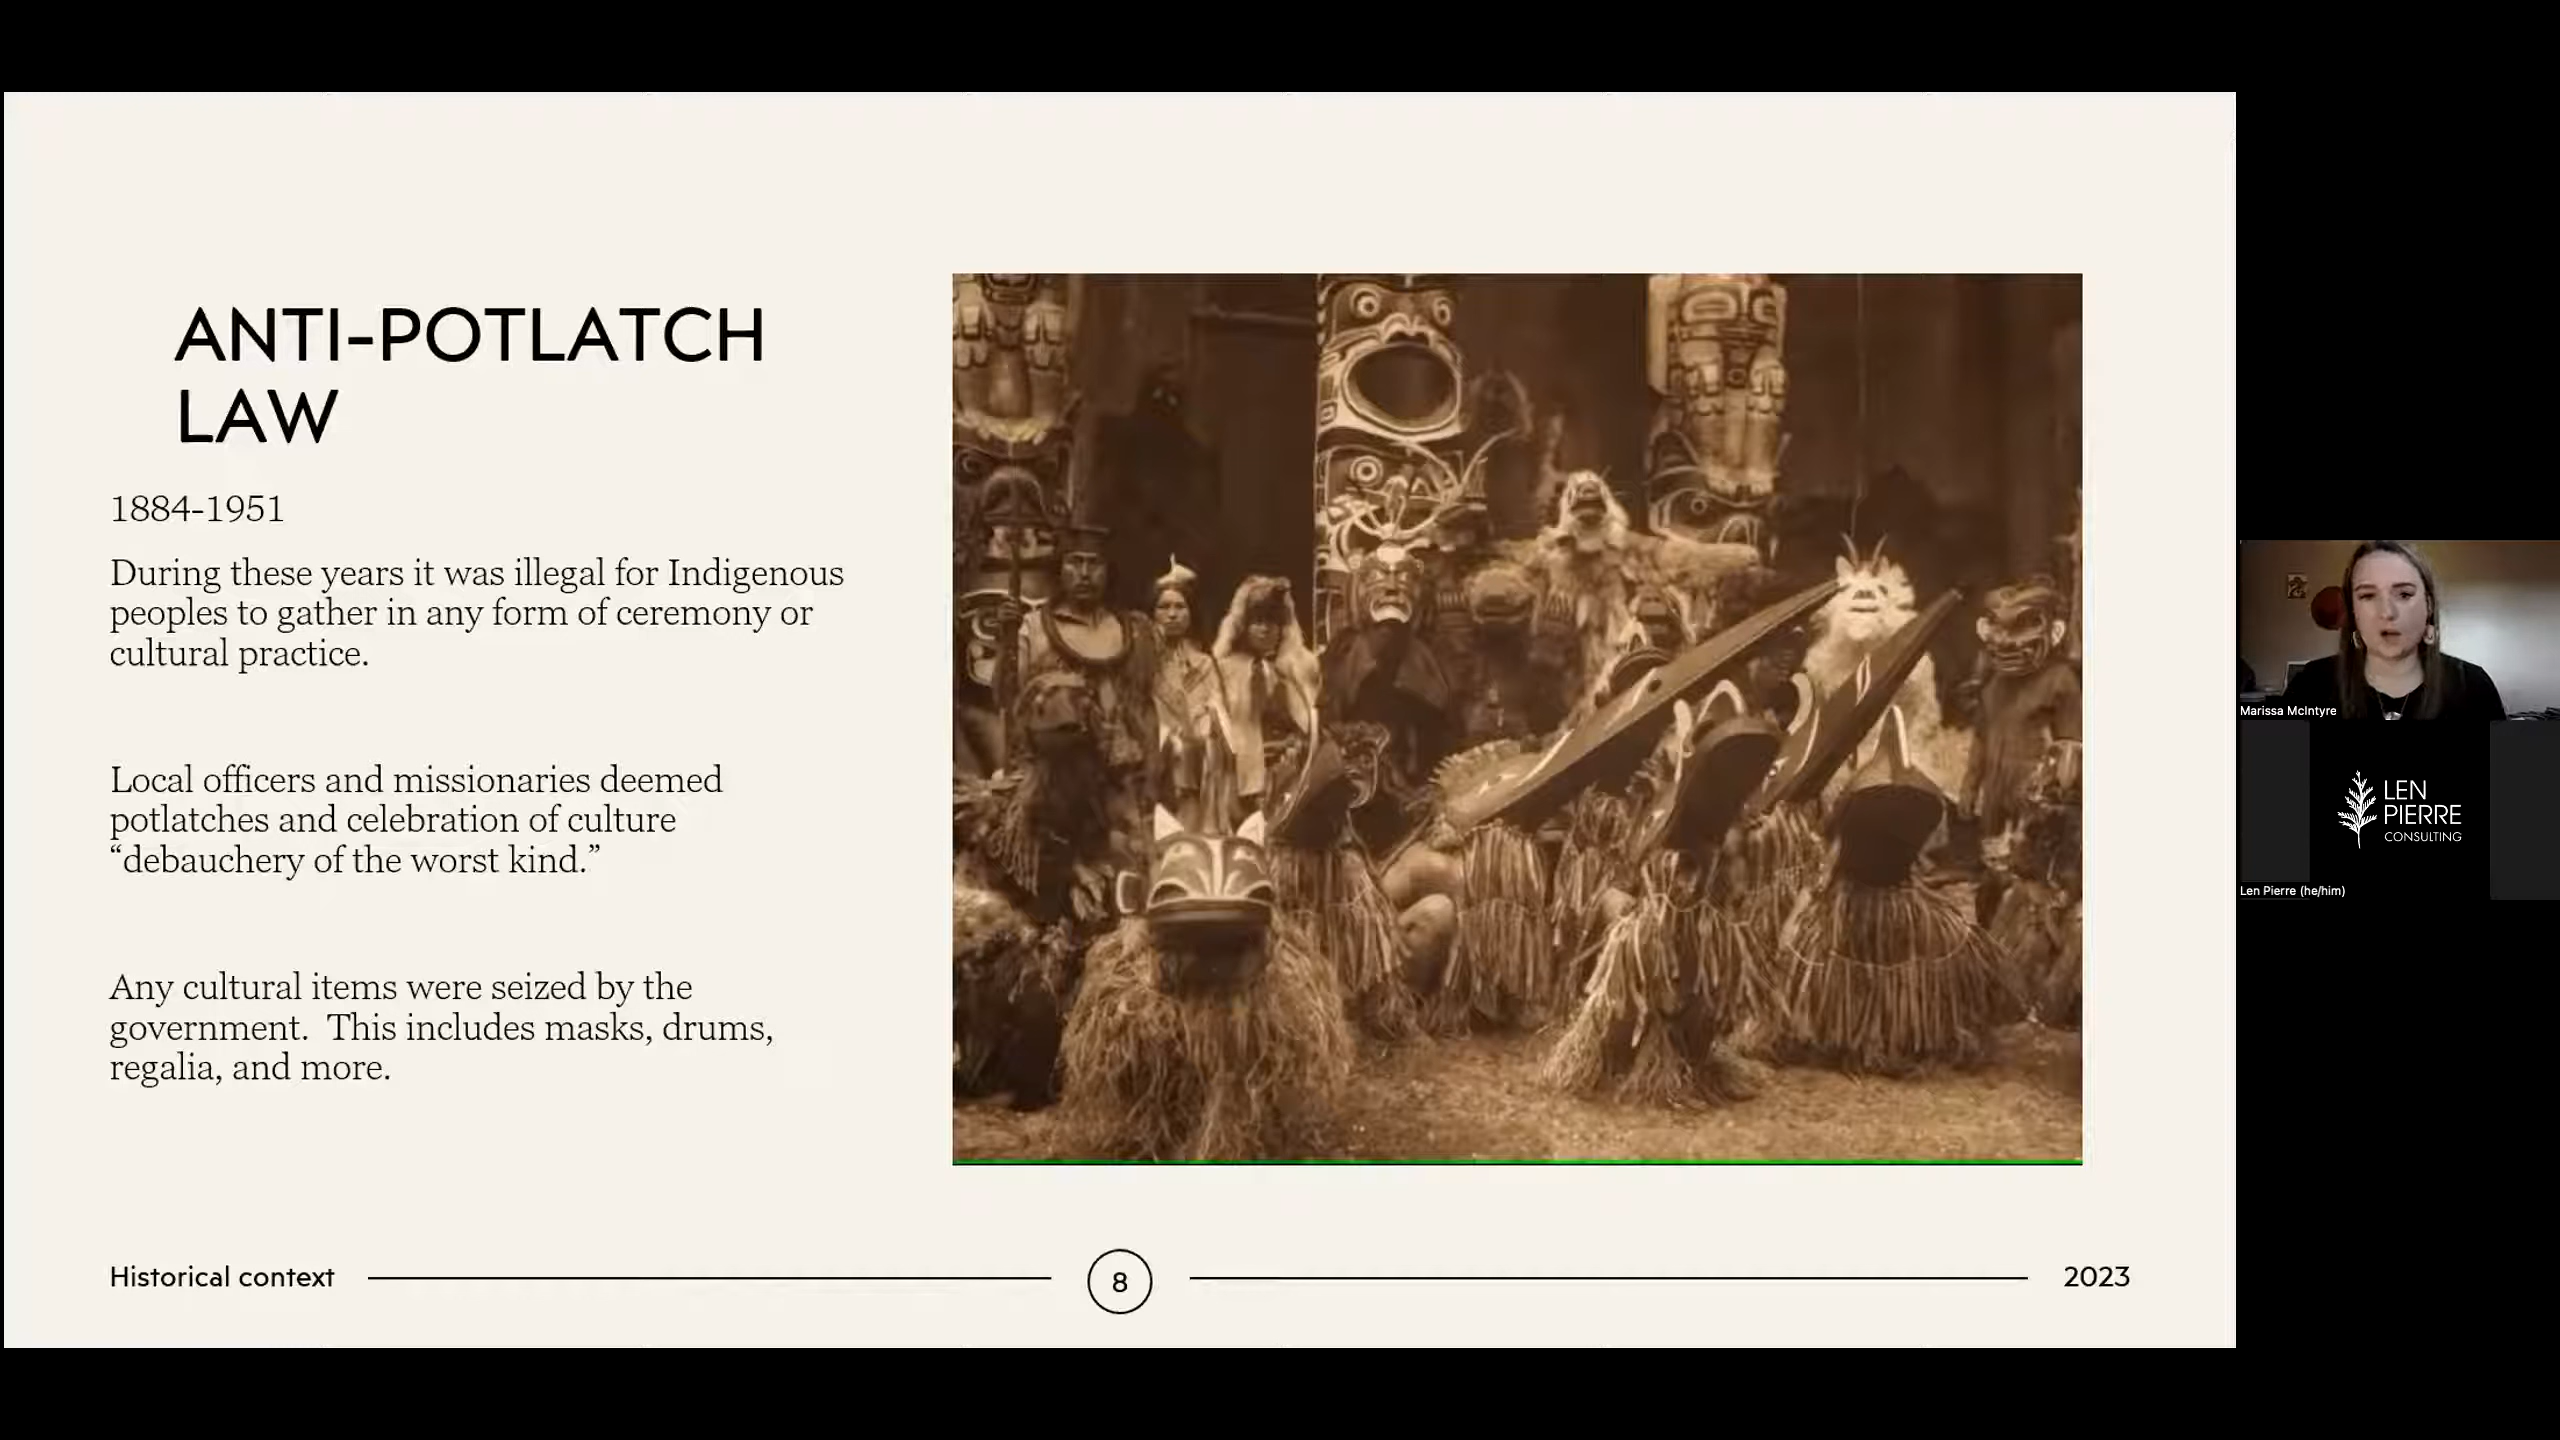 ANTI-POTLATCH
LAW
1884-1951
During these years it was illegal for Indigenous
peoples to gather in any form of ceremony or
cultural practice.
Local officers and missionaries deemed
potlatches and celebration of culture
“debauchery of the worst kind.”
Any cultural items were seized by the
government.  This includes masks, drums,
regalia, and more.
Historical context
8
2023
Marissa McIntyre
LEN
PIERRE
CONSULTING
Len Pierre (he/him)